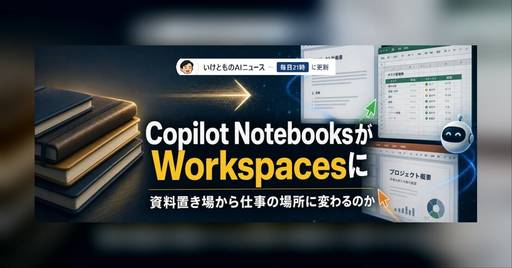 いけとものAIニュース 毎日21時 に更新
Copilot Notebooksが
Workspacesに
資料置き場から仕事の場所に変わるのか
プロジェクト概要